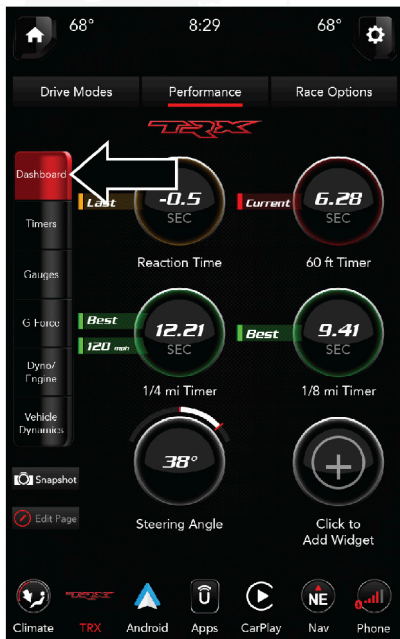 68° 8:29 68°
Drive Modes Performance Race Options
TRX
Dashboard
Last -0.5 Current 6.28
SEC SEC
Timers
Reaction Time 60 ft Timer
Gauges
G-Force Best 12.21 Best 9.41
120 mph SEC SEC
Dyno/
Engine
1/4 mi Timer 1/8 mi Timer
Vehicle
Dynamics
38°
Snapshot
Edit Page Steering Angle Click to
Add Widget
NE
Climate TRX Android Apps CarPlay Nav Phone